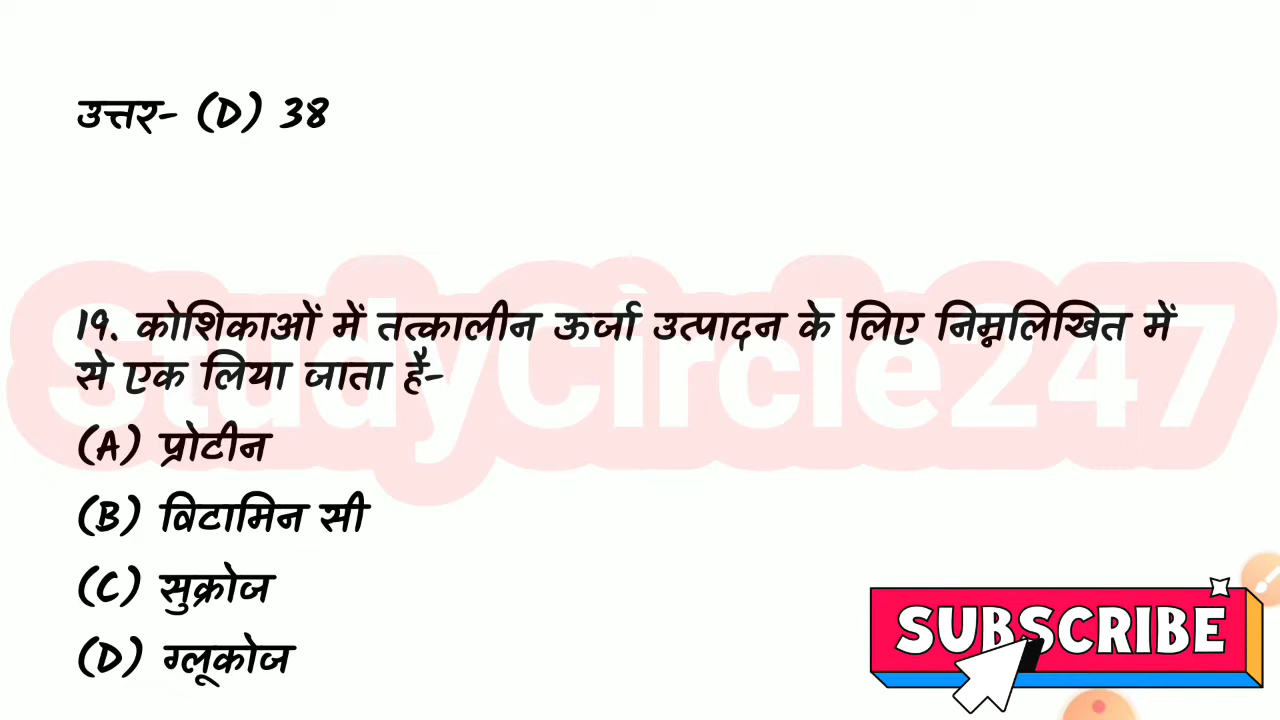 उत्तर- (D) 38
19. कोशिकाओं में तत्कालीन ऊर्जा उत्पादन के लिए निम्नलिखित में
से एक लिया जाता है-
(A) प्रोटीन
(B) विटामिन सी
(C) सुक्रोज
(D) ग्लूकोज
StudyCircle247
SUBSCRIBE